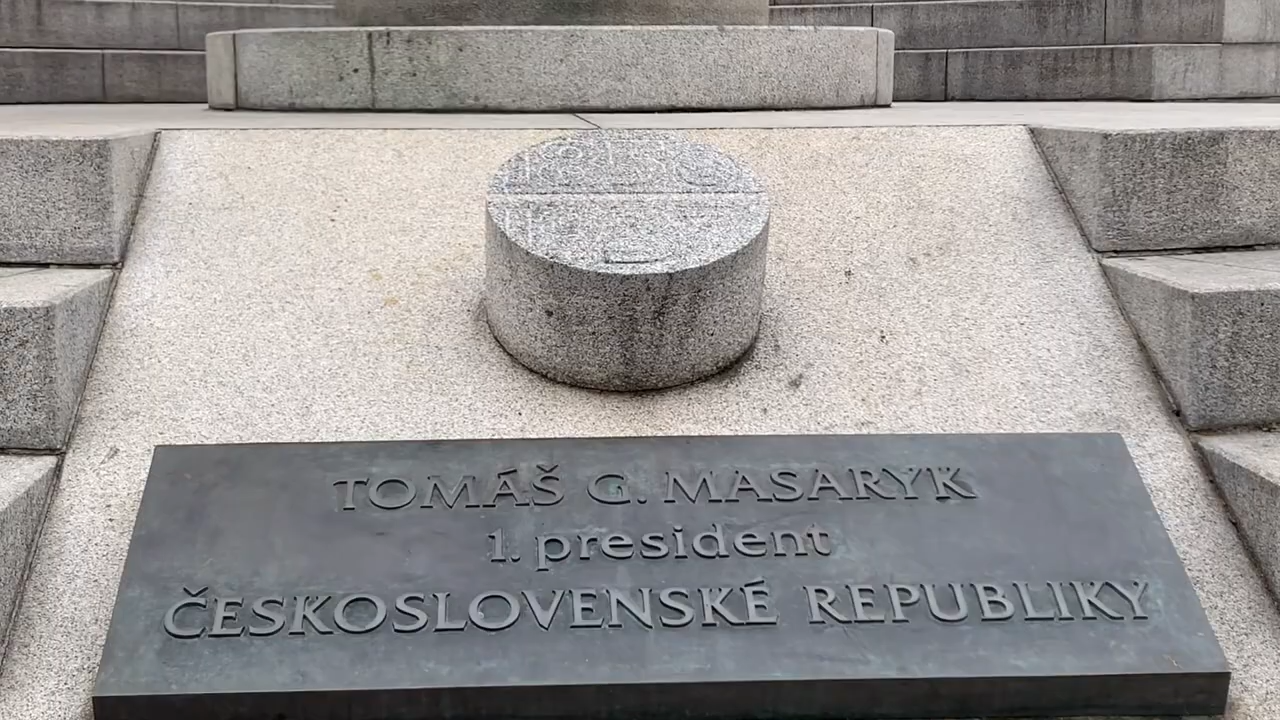 TOMÁŠ G. MASARYK
1. president
ČESKOSLOVENSKÉ REPUBLIKY